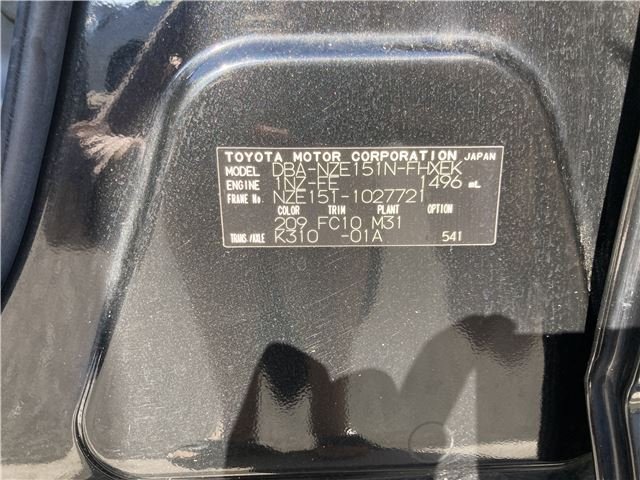 TOYOTA MOTOR CORPORATION JAPAN
MODEL DBA-NZE151N-FHXEK
ENGINE 1NZ-FE 1496 mL
FRAME No. NZE151-1027721
COLOR TRIM PLANT OPTION
209 FC10 M31
TRANS/AXLE K310 -01A 541